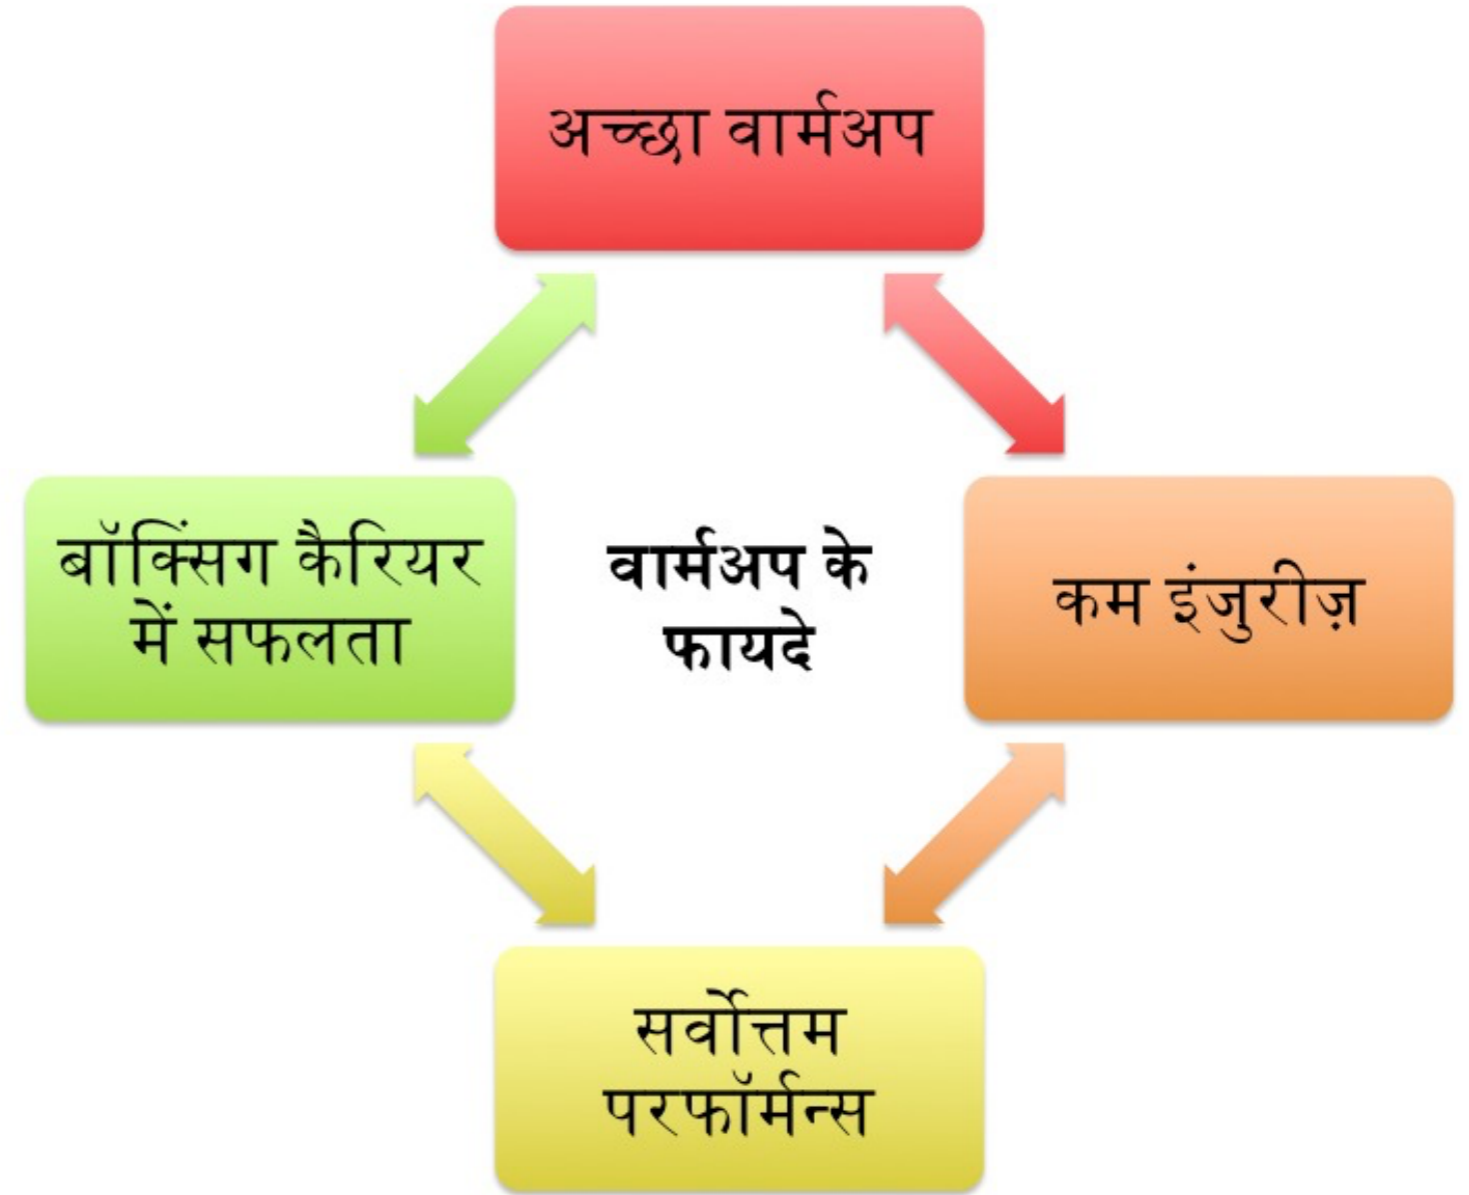 अच्छा वार्मअप
बॉक्सिंग कैरियर
में सफलता
वार्मअप के
फायदे
कम इंजुरीज़
सर्वोत्तम
परफॉर्मन्स